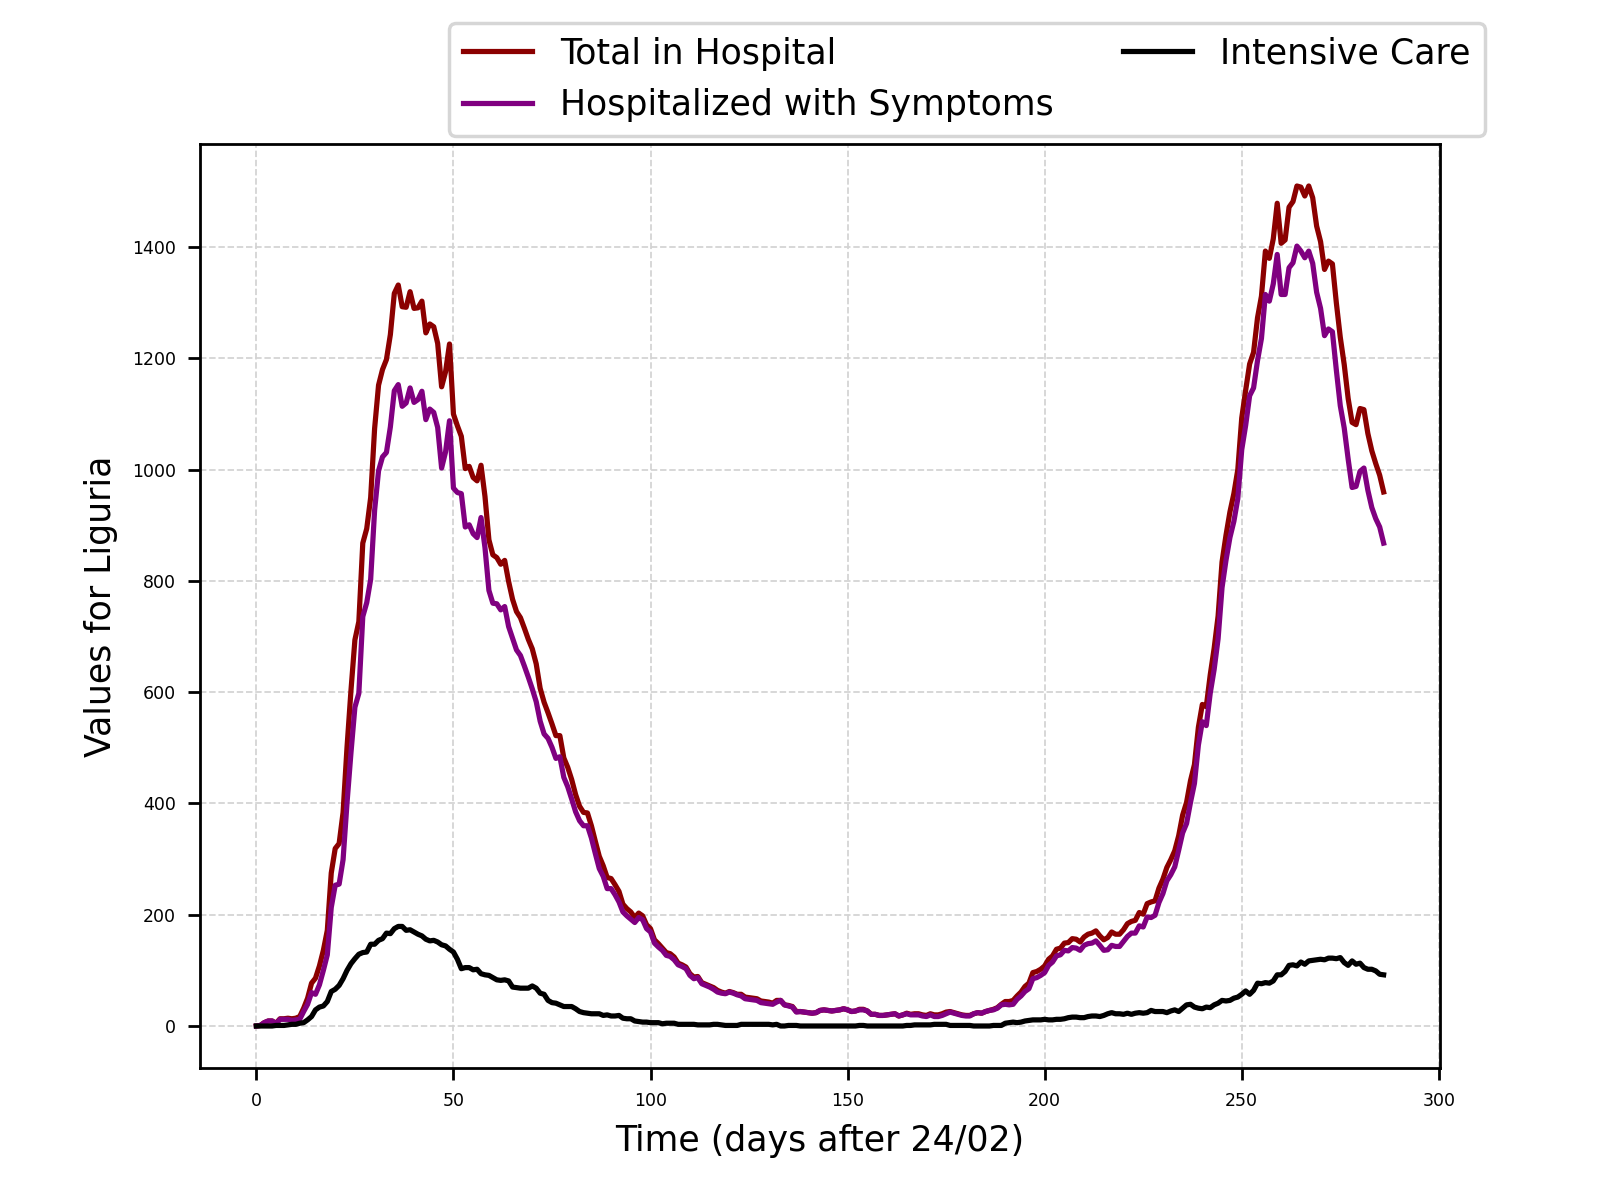 Total in Hospital
Hospitalized with Symptoms
Intensive Care
1400
1200
1000
800
600
400
200
0
Values for Liguria
0 50 100 150 200 250 300
Time (days after 24/02)